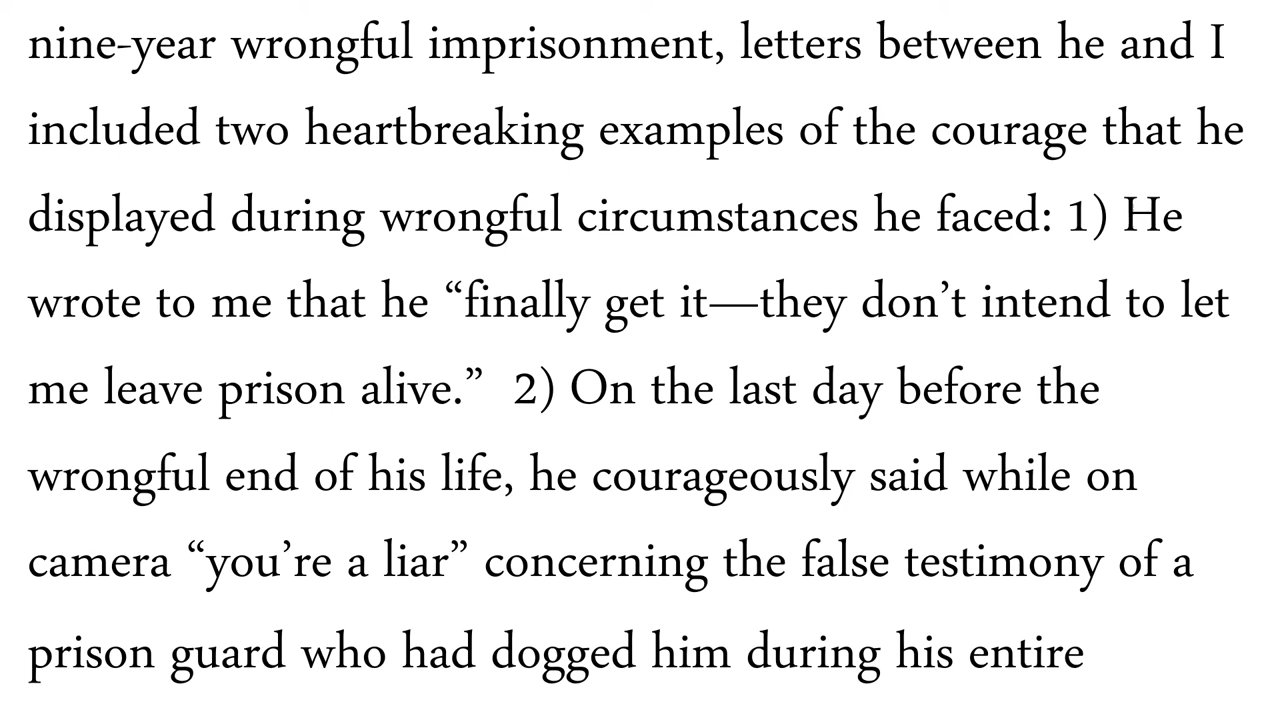 nine-year wrongful imprisonment, letters between he and I
included two heartbreaking examples of the courage that he
displayed during wrongful circumstances he faced: 1) He
wrote to me that he “finally get it—they don’t intend to let
me leave prison alive.”  2) On the last day before the
wrongful end of his life, he courageously said while on
camera “you’re a liar” concerning the false testimony of a
prison guard who had dogged him during his entire